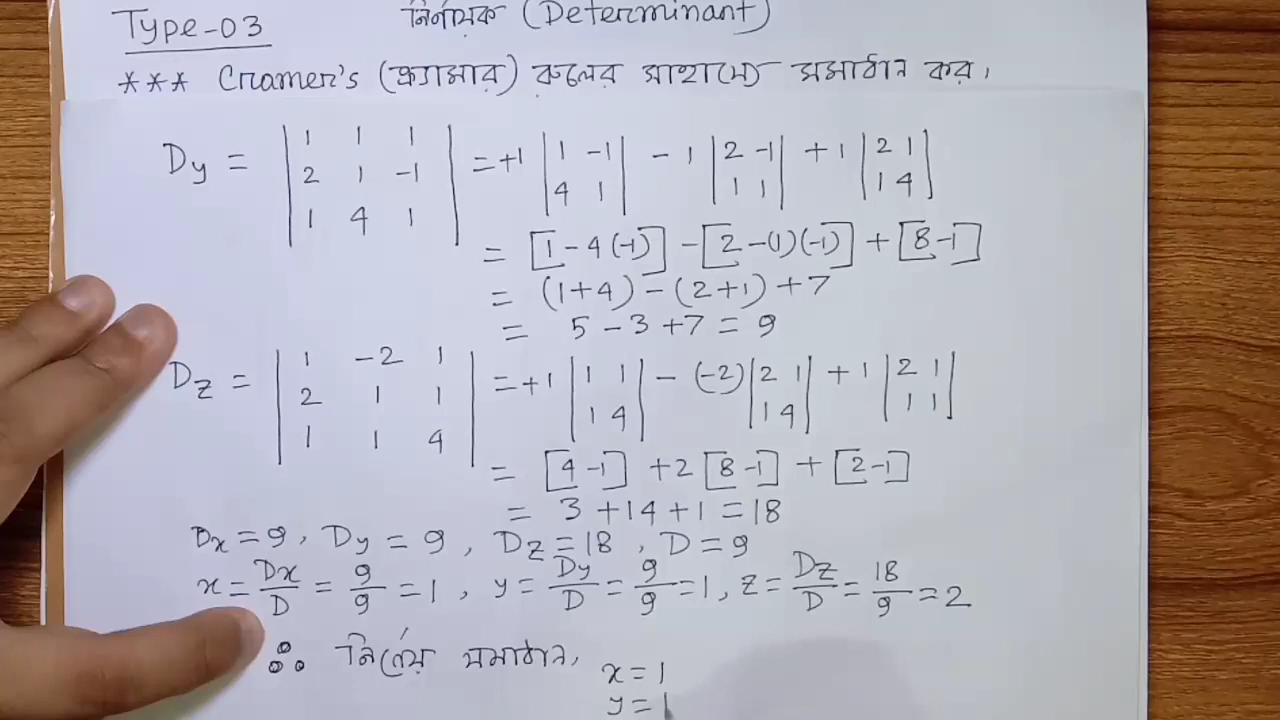 Type-03 নির্ণায়ক (Determinant)
*** Cramer's (ক্র্যামার) রুলের সাহায্যে সমাধান কর।
Dy = | 1 1 1 ; 2 1 -1 ; 1 4 1 | = +1 | 1 -1 ; 4 1 | - 1 | 2 -1 ; 1 1 | + 1 | 2 1 ; 1 4 |
= [1 - 4(-1)] - [2 - (1)(-1)] + [8-1]
= (1+4) - (2+1) + 7
= 5 - 3 + 7 = 9
Dz = | 1 -2 1 ; 2 1 1 ; 1 1 4 | = +1 | 1 1 ; 1 4 | - (-2) | 2 1 ; 1 4 | + 1 | 2 1 ; 1 1 |
= [4-1] + 2 [8-1] + [2-1]
= 3 + 14 + 1 = 18
Dx = 9, Dy = 9, Dz = 18, D = 9
x = Dx/D = 9/9 = 1, y = Dy/D = 9/9 = 1, z = Dz/D = 18/9 = 2
∴ নির্ণেয় সমাধান, x = 1
y = 1